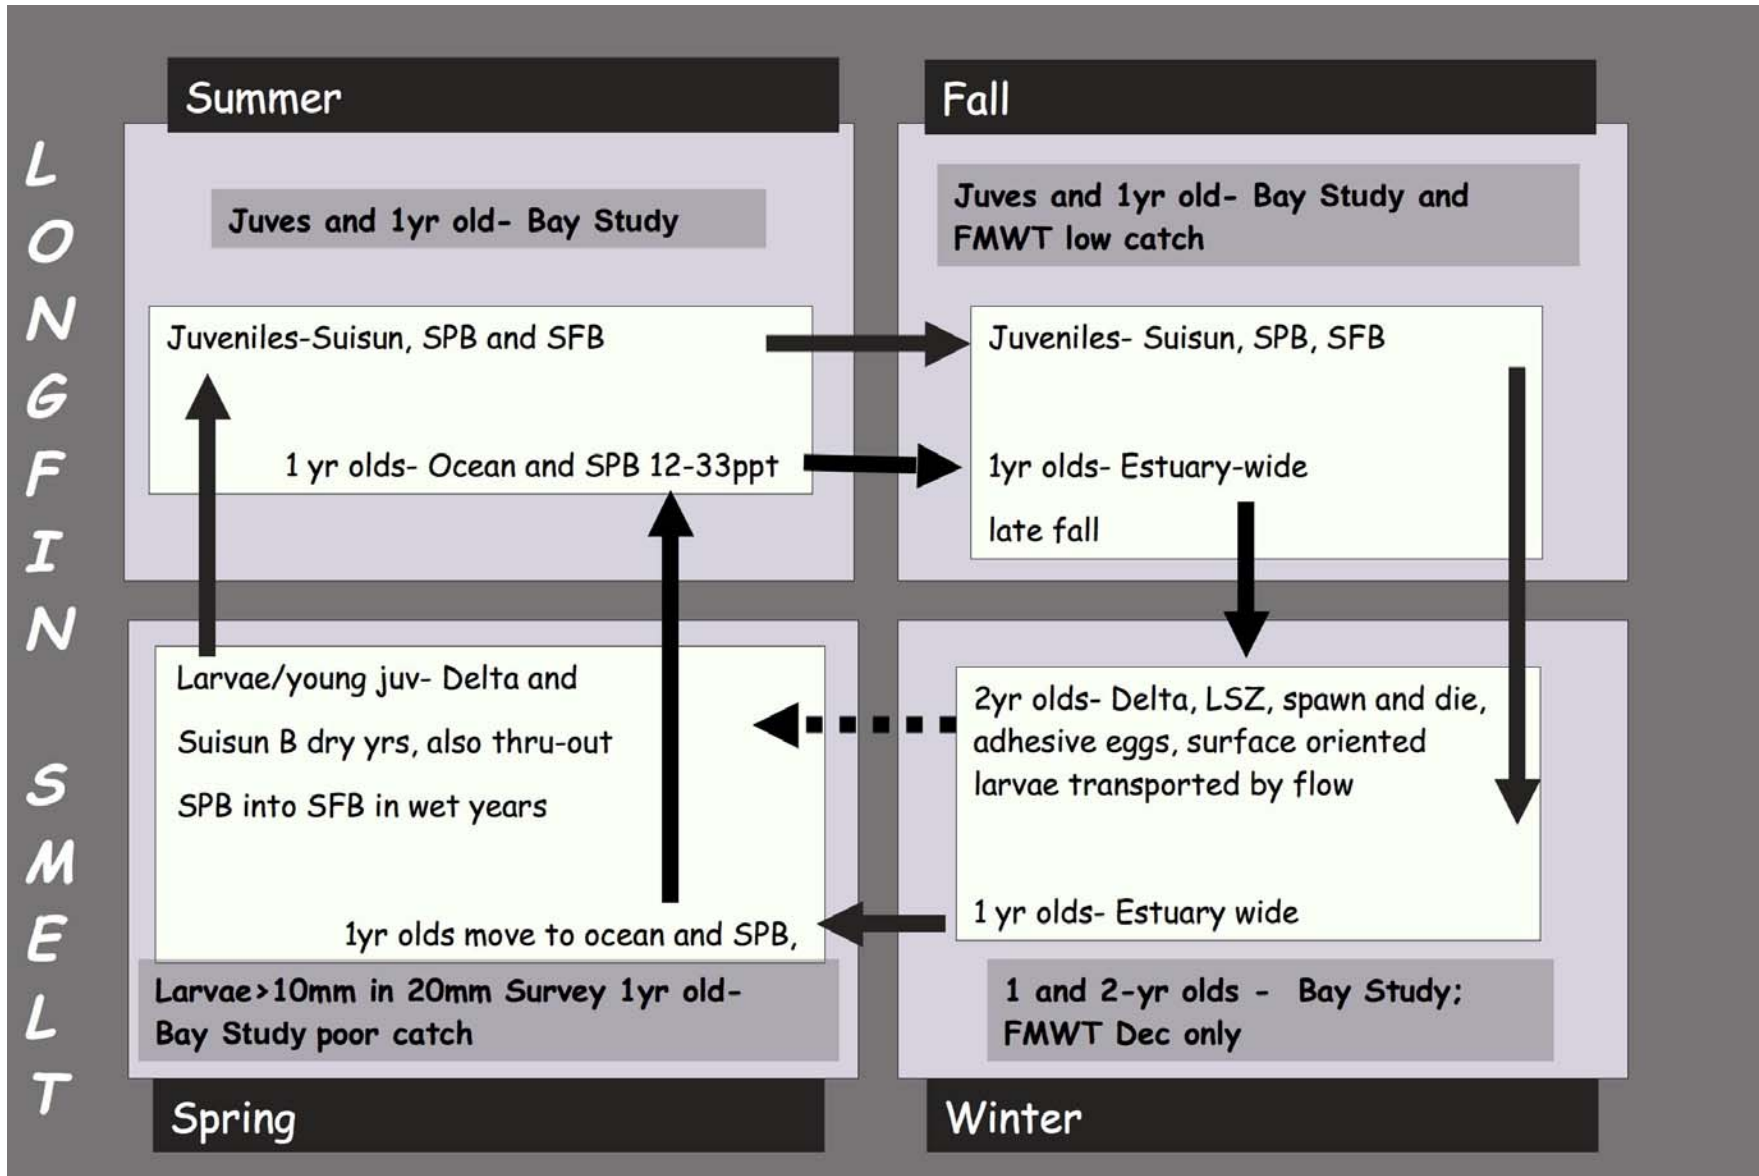 LONGFIN SMELT
Summer
Juves and 1yr old- Bay Study
Juveniles-Suisun, SPB and SFB
1 yr olds- Ocean and SPB 12-33ppt
Fall
Juves and 1yr old- Bay Study and
FMWT low catch
Juveniles- Suisun, SPB, SFB
1yr olds- Estuary-wide
late fall
Larvae/young juv- Delta and
Suisun B dry yrs, also thru-out
SPB into SFB in wet years
1yr olds move to ocean and SPB,
Larvae>10mm in 20mm Survey 1yr old-
Bay Study poor catch
Spring
2yr olds- Delta, LSZ, spawn and die,
adhesive eggs, surface oriented
larvae transported by flow
1 yr olds- Estuary wide
1 and 2-yr olds - Bay Study;
FMWT Dec only
Winter